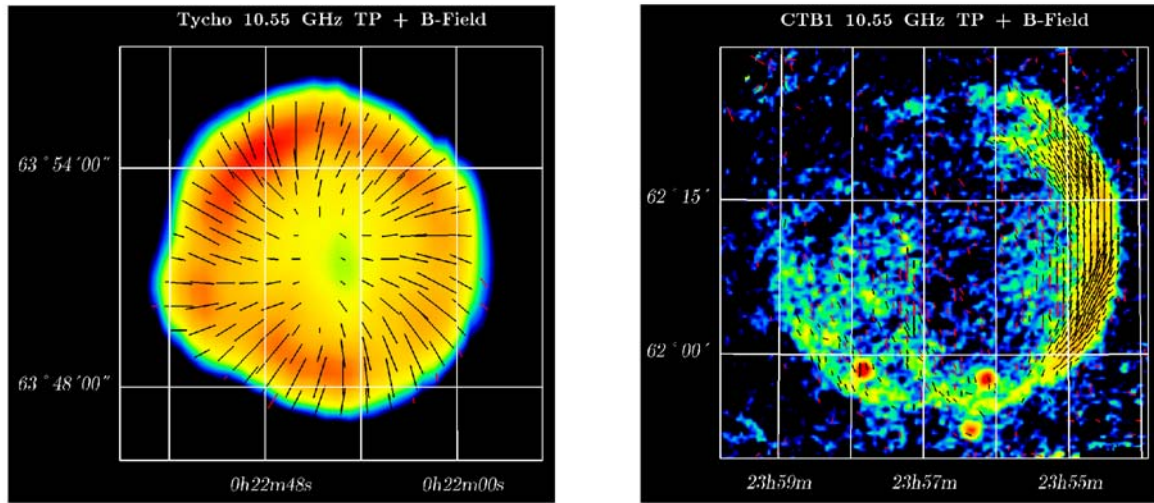 Tycho 10.55 GHz TP + B-Field
63°54′00″
63°48′00″
0h22m48s 0h22m00s
CTB1 10.55 GHz TP + B-Field
62°15′
62°00′
23h59m 23h57m 23h55m